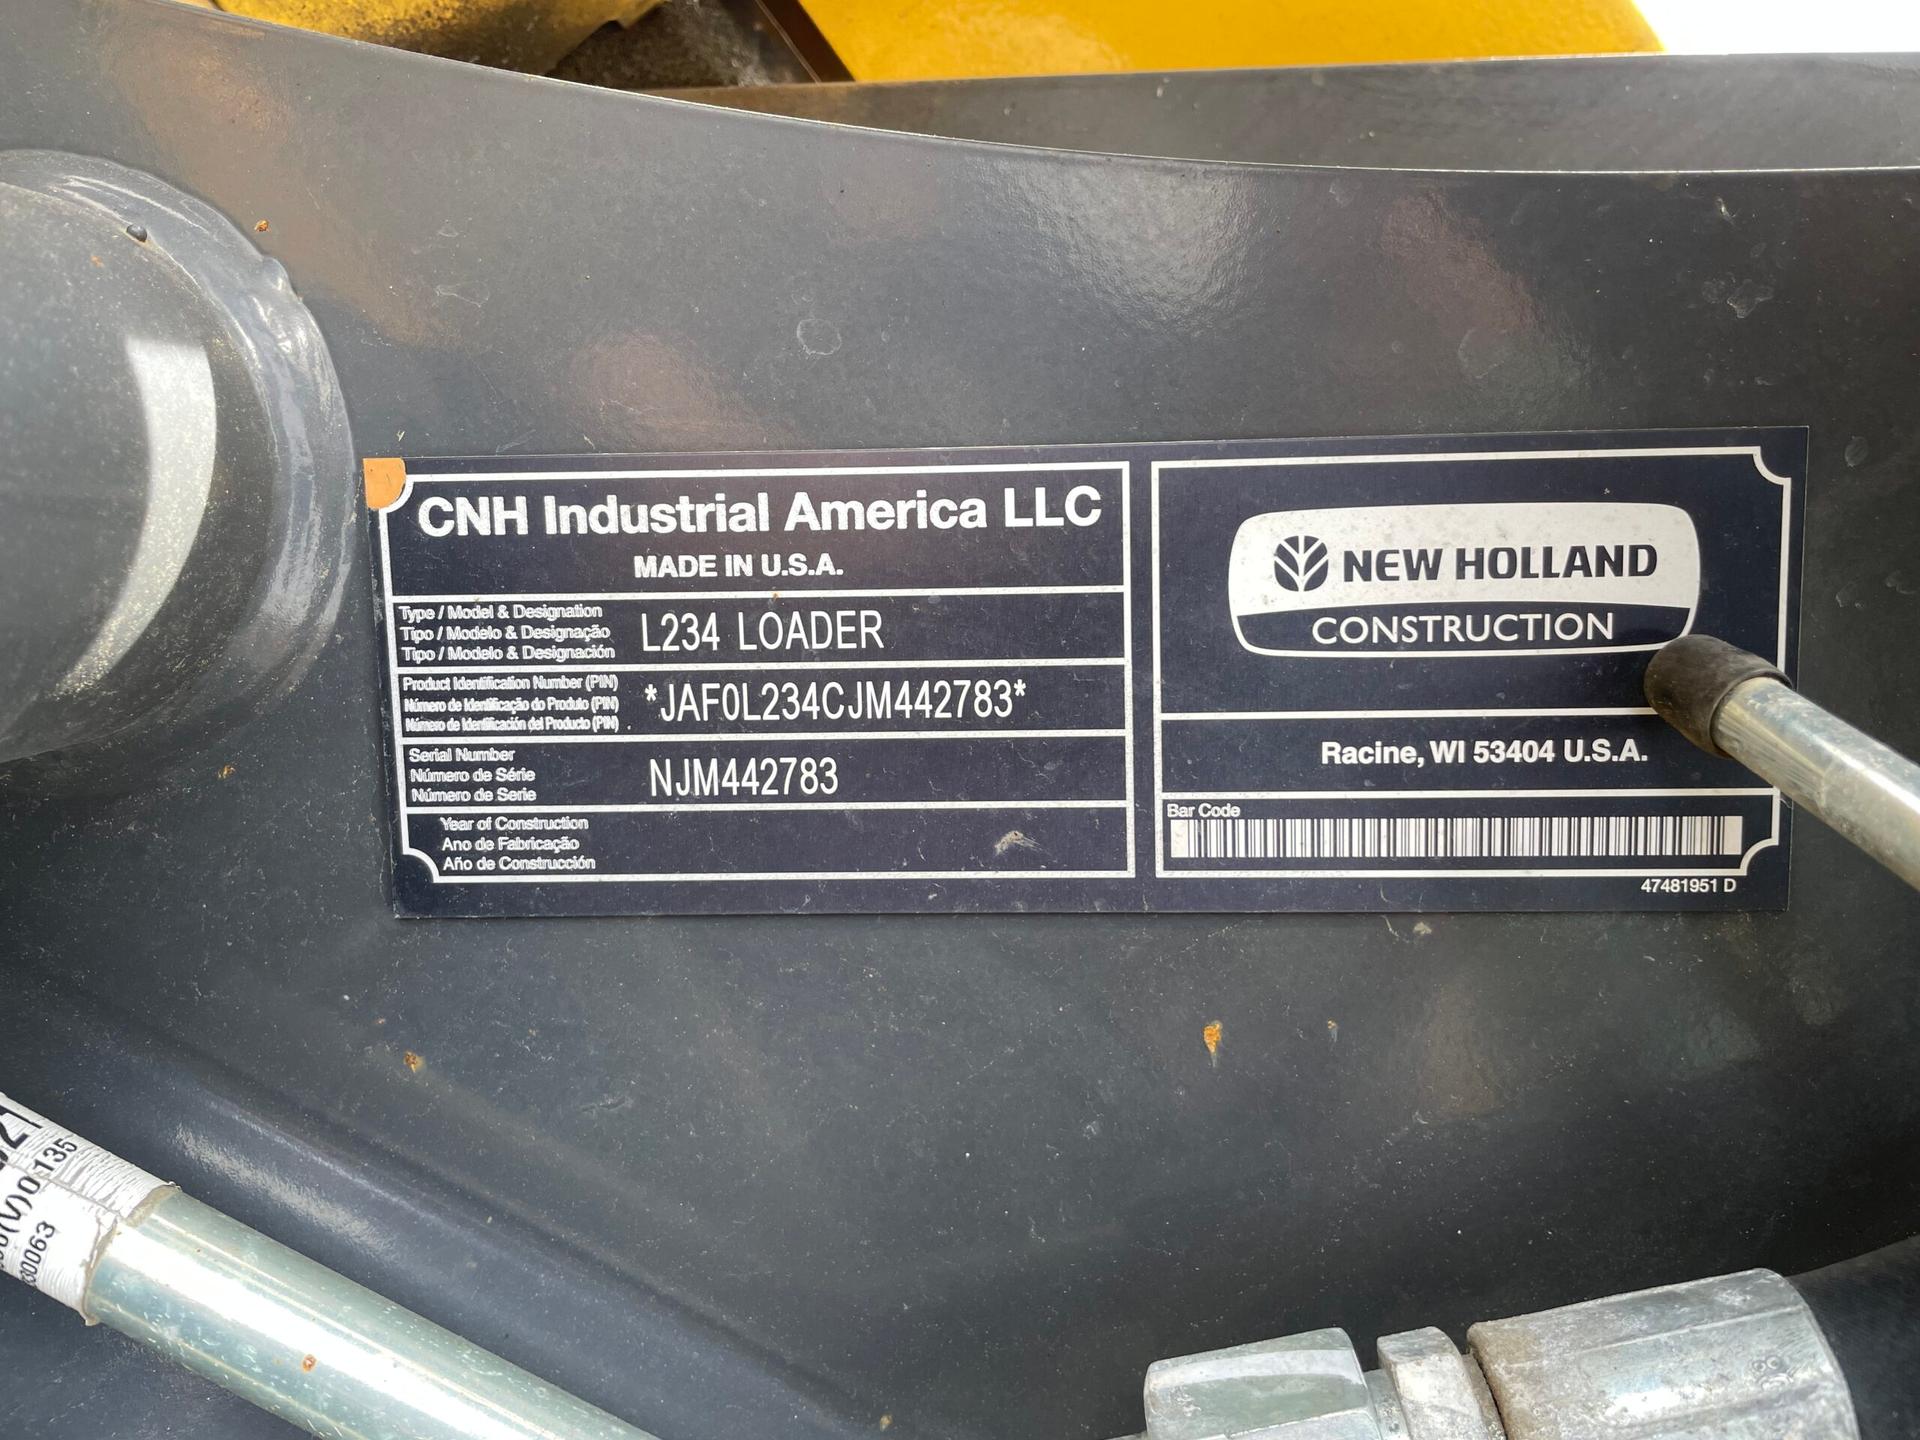 CNH Industrial America LLC
MADE IN U.S.A.
Type / Model & Designation
Tipo / Modelo & Designação
Tipo / Modelo & Designación
L234 LOADER
Product Identification Number (PIN)
Número de Identificação do Produto (PIN)
Número de Identificación del Producto (PIN)
*JAF0L234CJM442783*
Serial Number
Número de Série
Número de Serie
NJM442783
Year of Construction
Ano de Fabricação
Año de Construcción
NEW HOLLAND
CONSTRUCTION
Racine, WI 53404 U.S.A.
Bar Code
47481951 D
(V)0135
30063